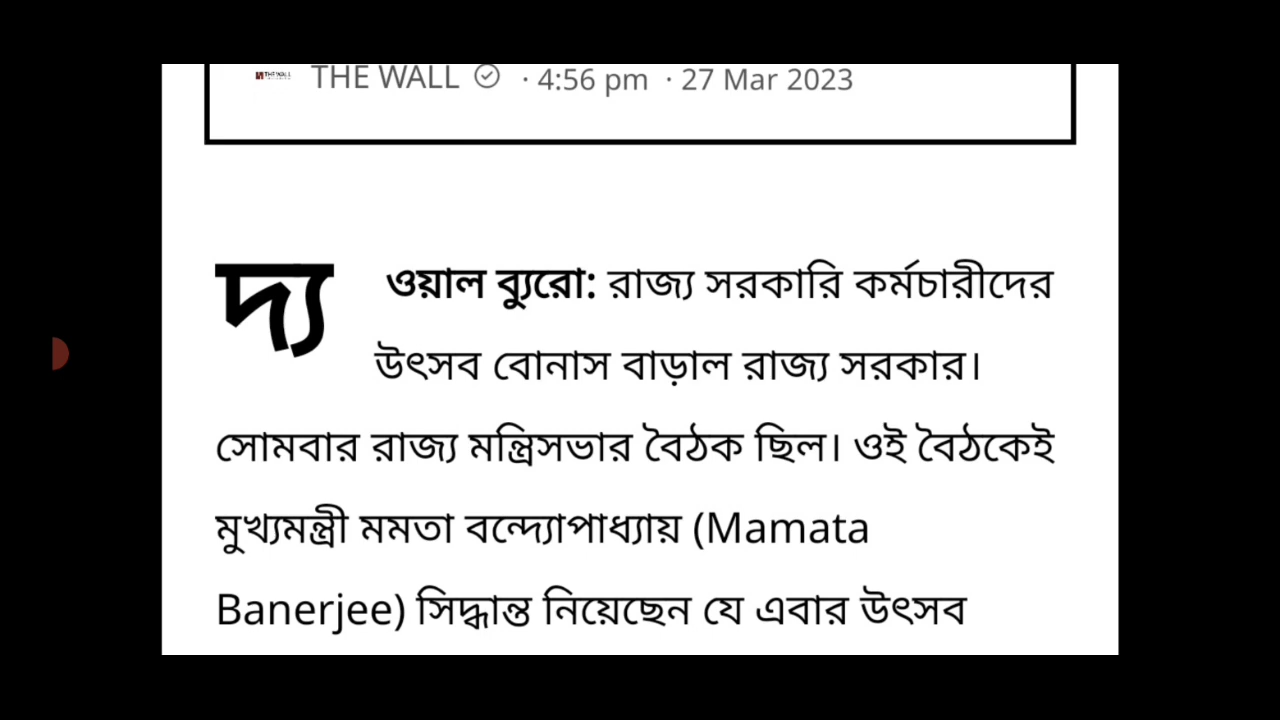 THE WALL · 4:56 pm · 27 Mar 2023
দ্য ওয়াল ব্যুরো: রাজ্য সরকারি কর্মচারীদের
উৎসব বোনাস বাড়াল রাজ্য সরকার।
সোমবার রাজ্য মন্ত্রিসভার বৈঠক ছিল। ওই বৈঠকেই
মুখ্যমন্ত্রী মমতা বন্দ্যোপাধ্যায় (Mamata
Banerjee) সিদ্ধান্ত নিয়েছেন যে এবার উৎসব